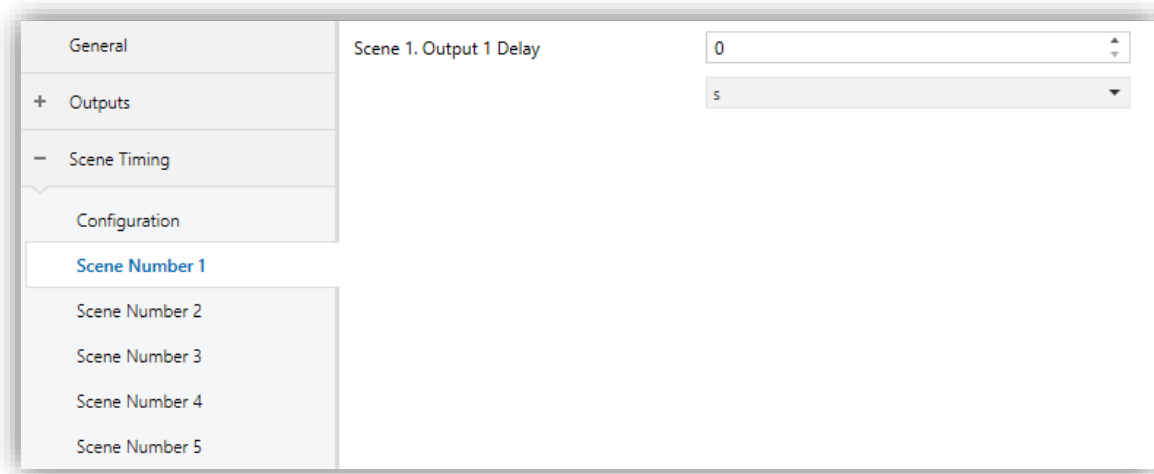 General
+ Outputs
− Scene Timing
Configuration
Scene Number 1
Scene Number 2
Scene Number 3
Scene Number 4
Scene Number 5
Scene 1. Output 1 Delay
0
s